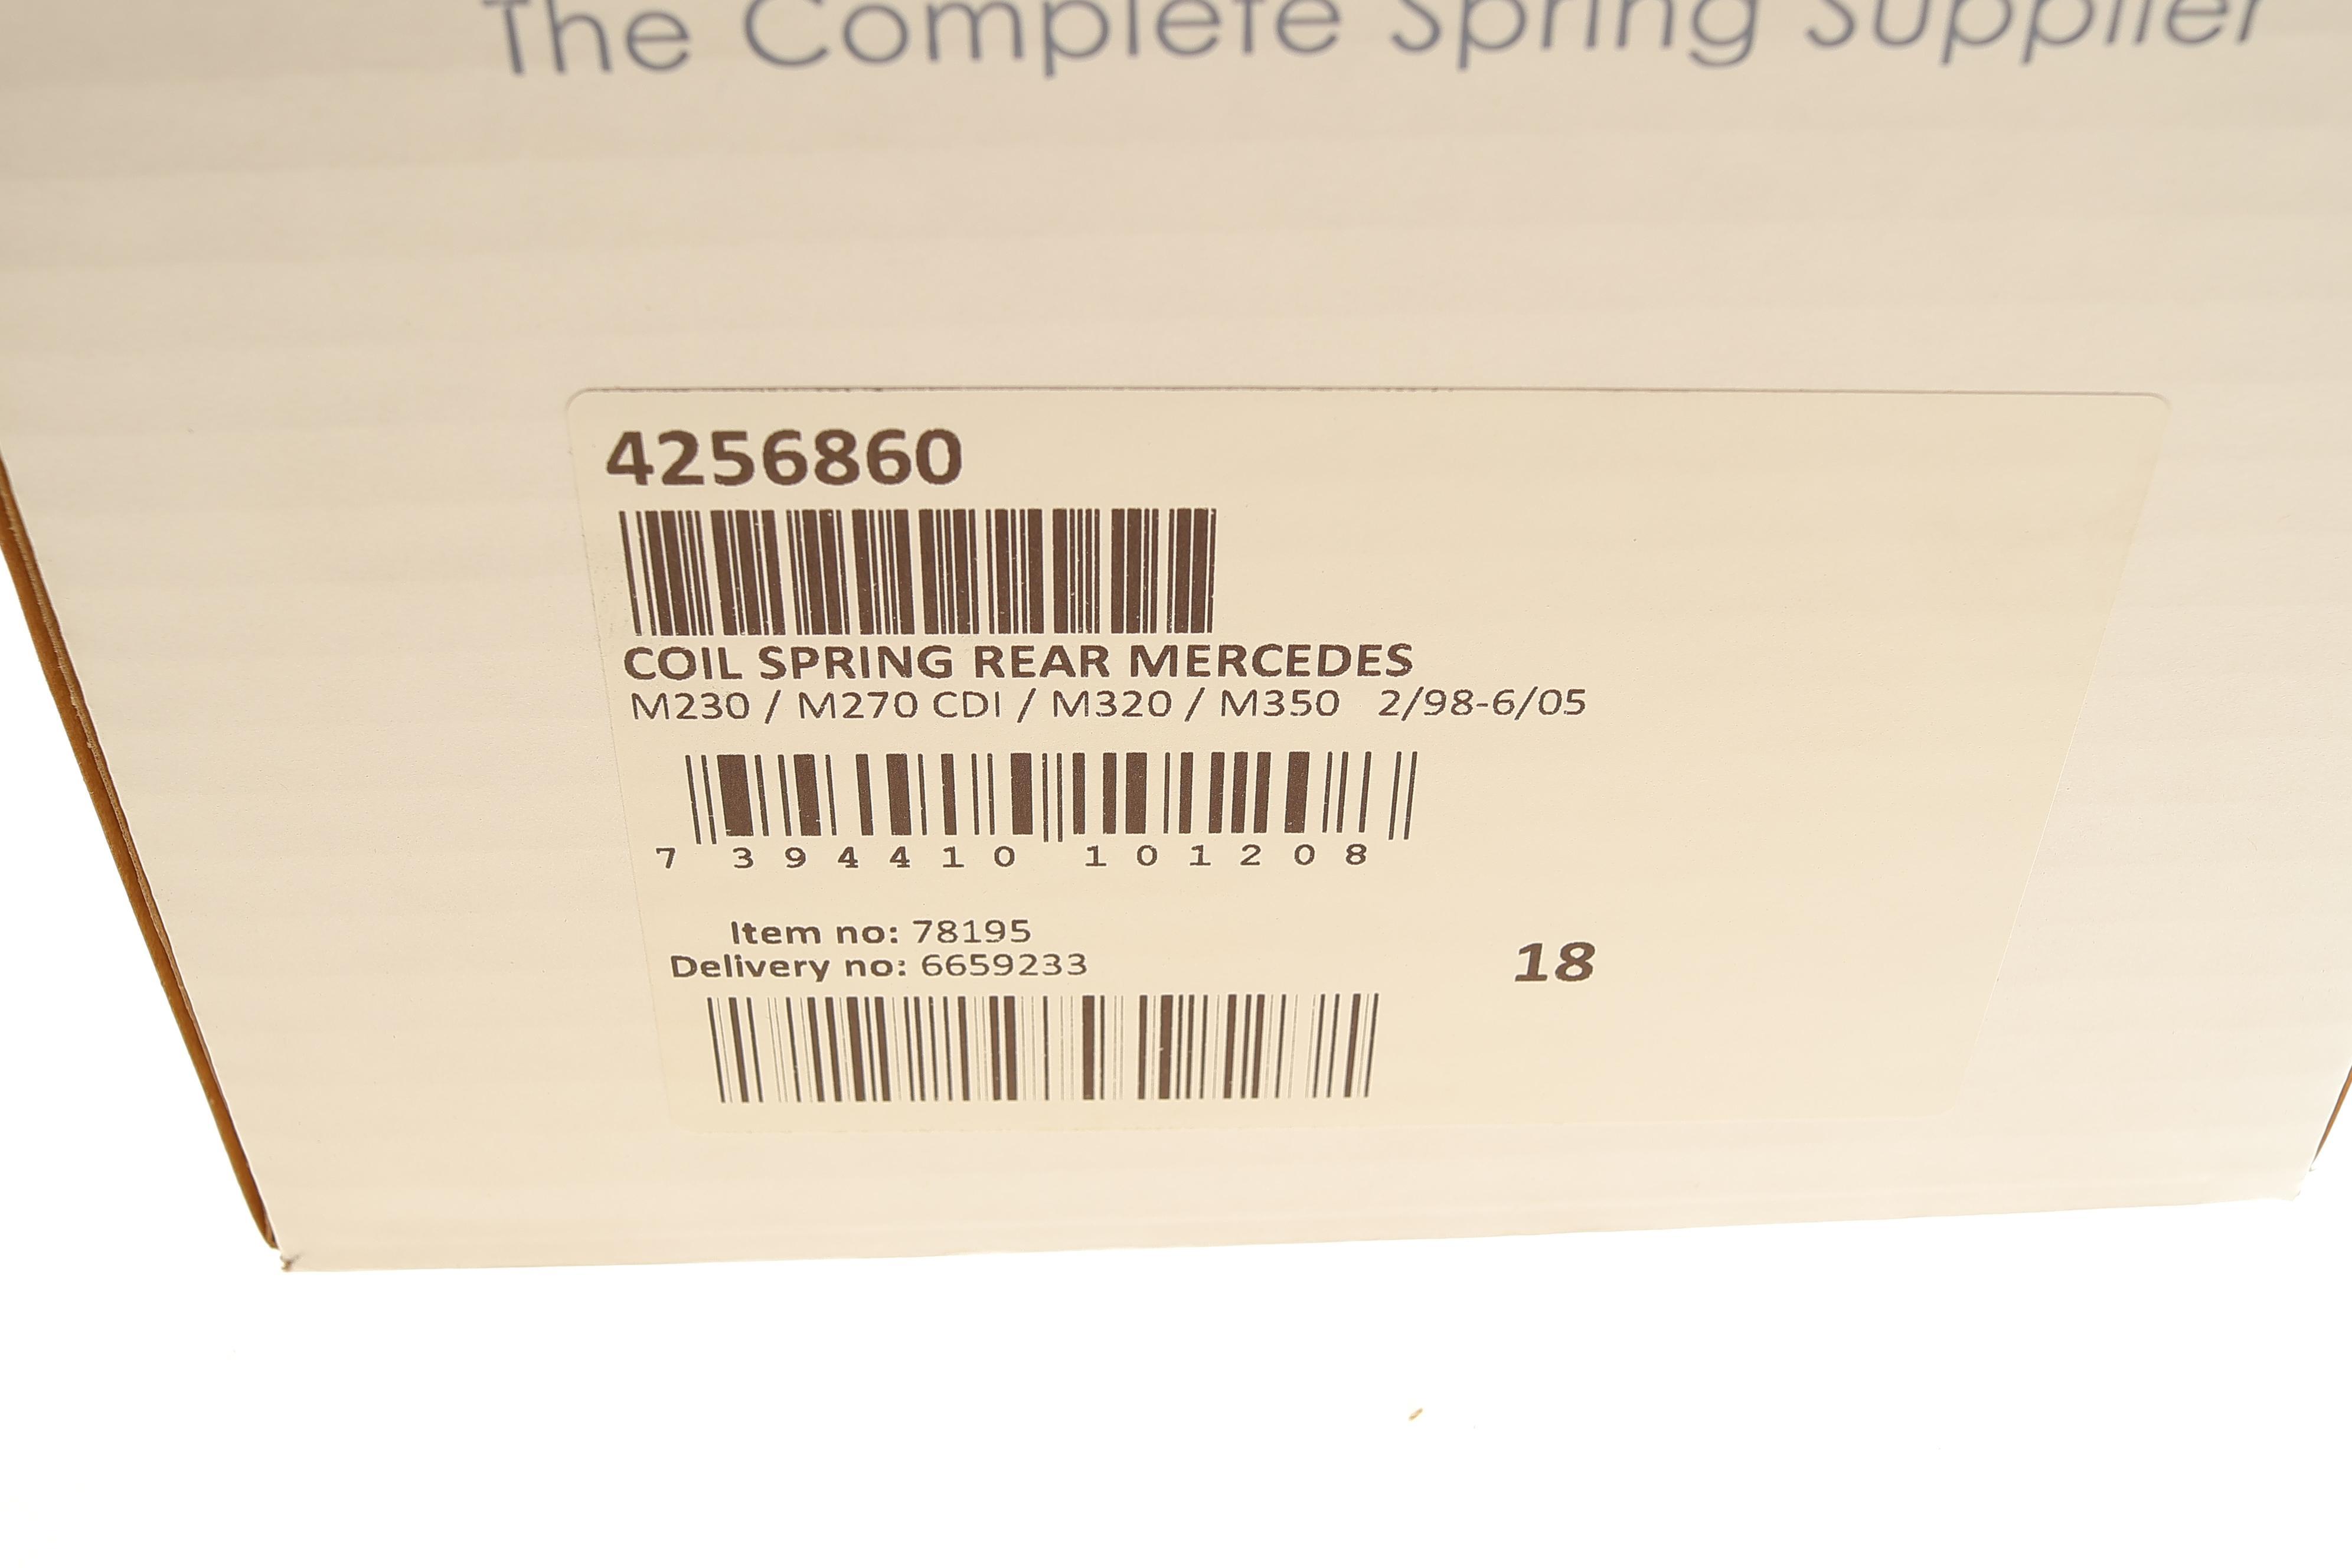 The Complete Spring Supplier
4256860
COIL SPRING REAR MERCEDES
M230 / M270 CDI / M320 / M350 2/98-6/05
7 394410 101208
Item no: 78195
Delivery no: 6659233
18